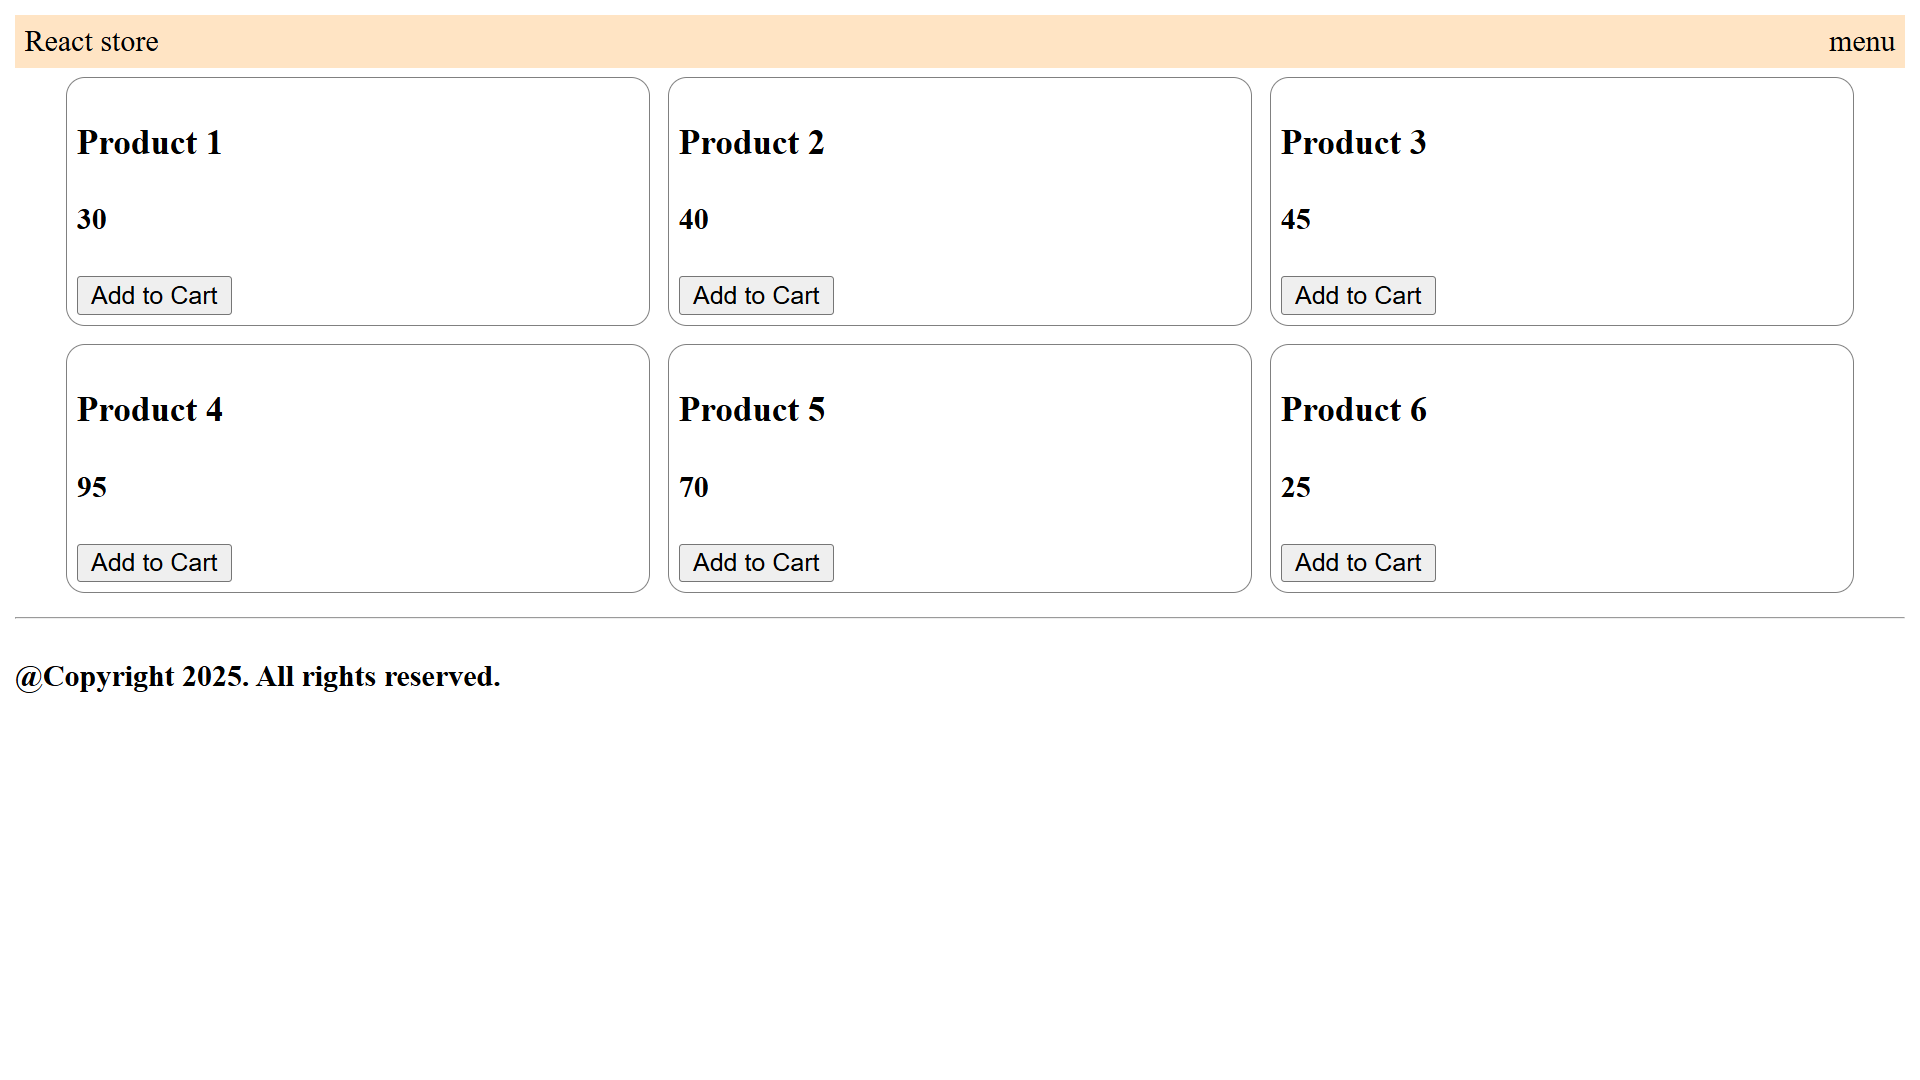 React store menu
Product 1 Product 2 Product 3
30 40 45
Add to Cart Add to Cart Add to Cart
Product 4 Product 5 Product 6
95 70 25
Add to Cart Add to Cart Add to Cart
@Copyright 2025. All rights reserved.